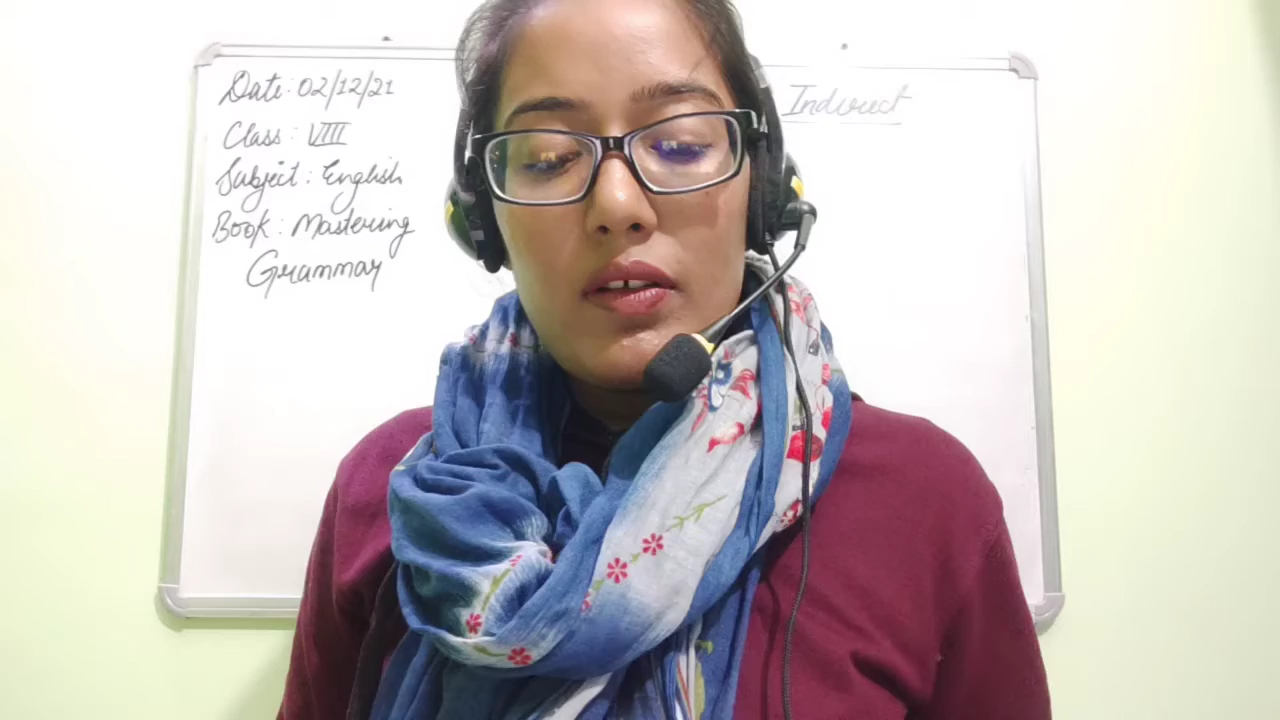 Date: 02/12/21
Class: VIII
Subject: English
Book: Mastering
Grammar
Indirect